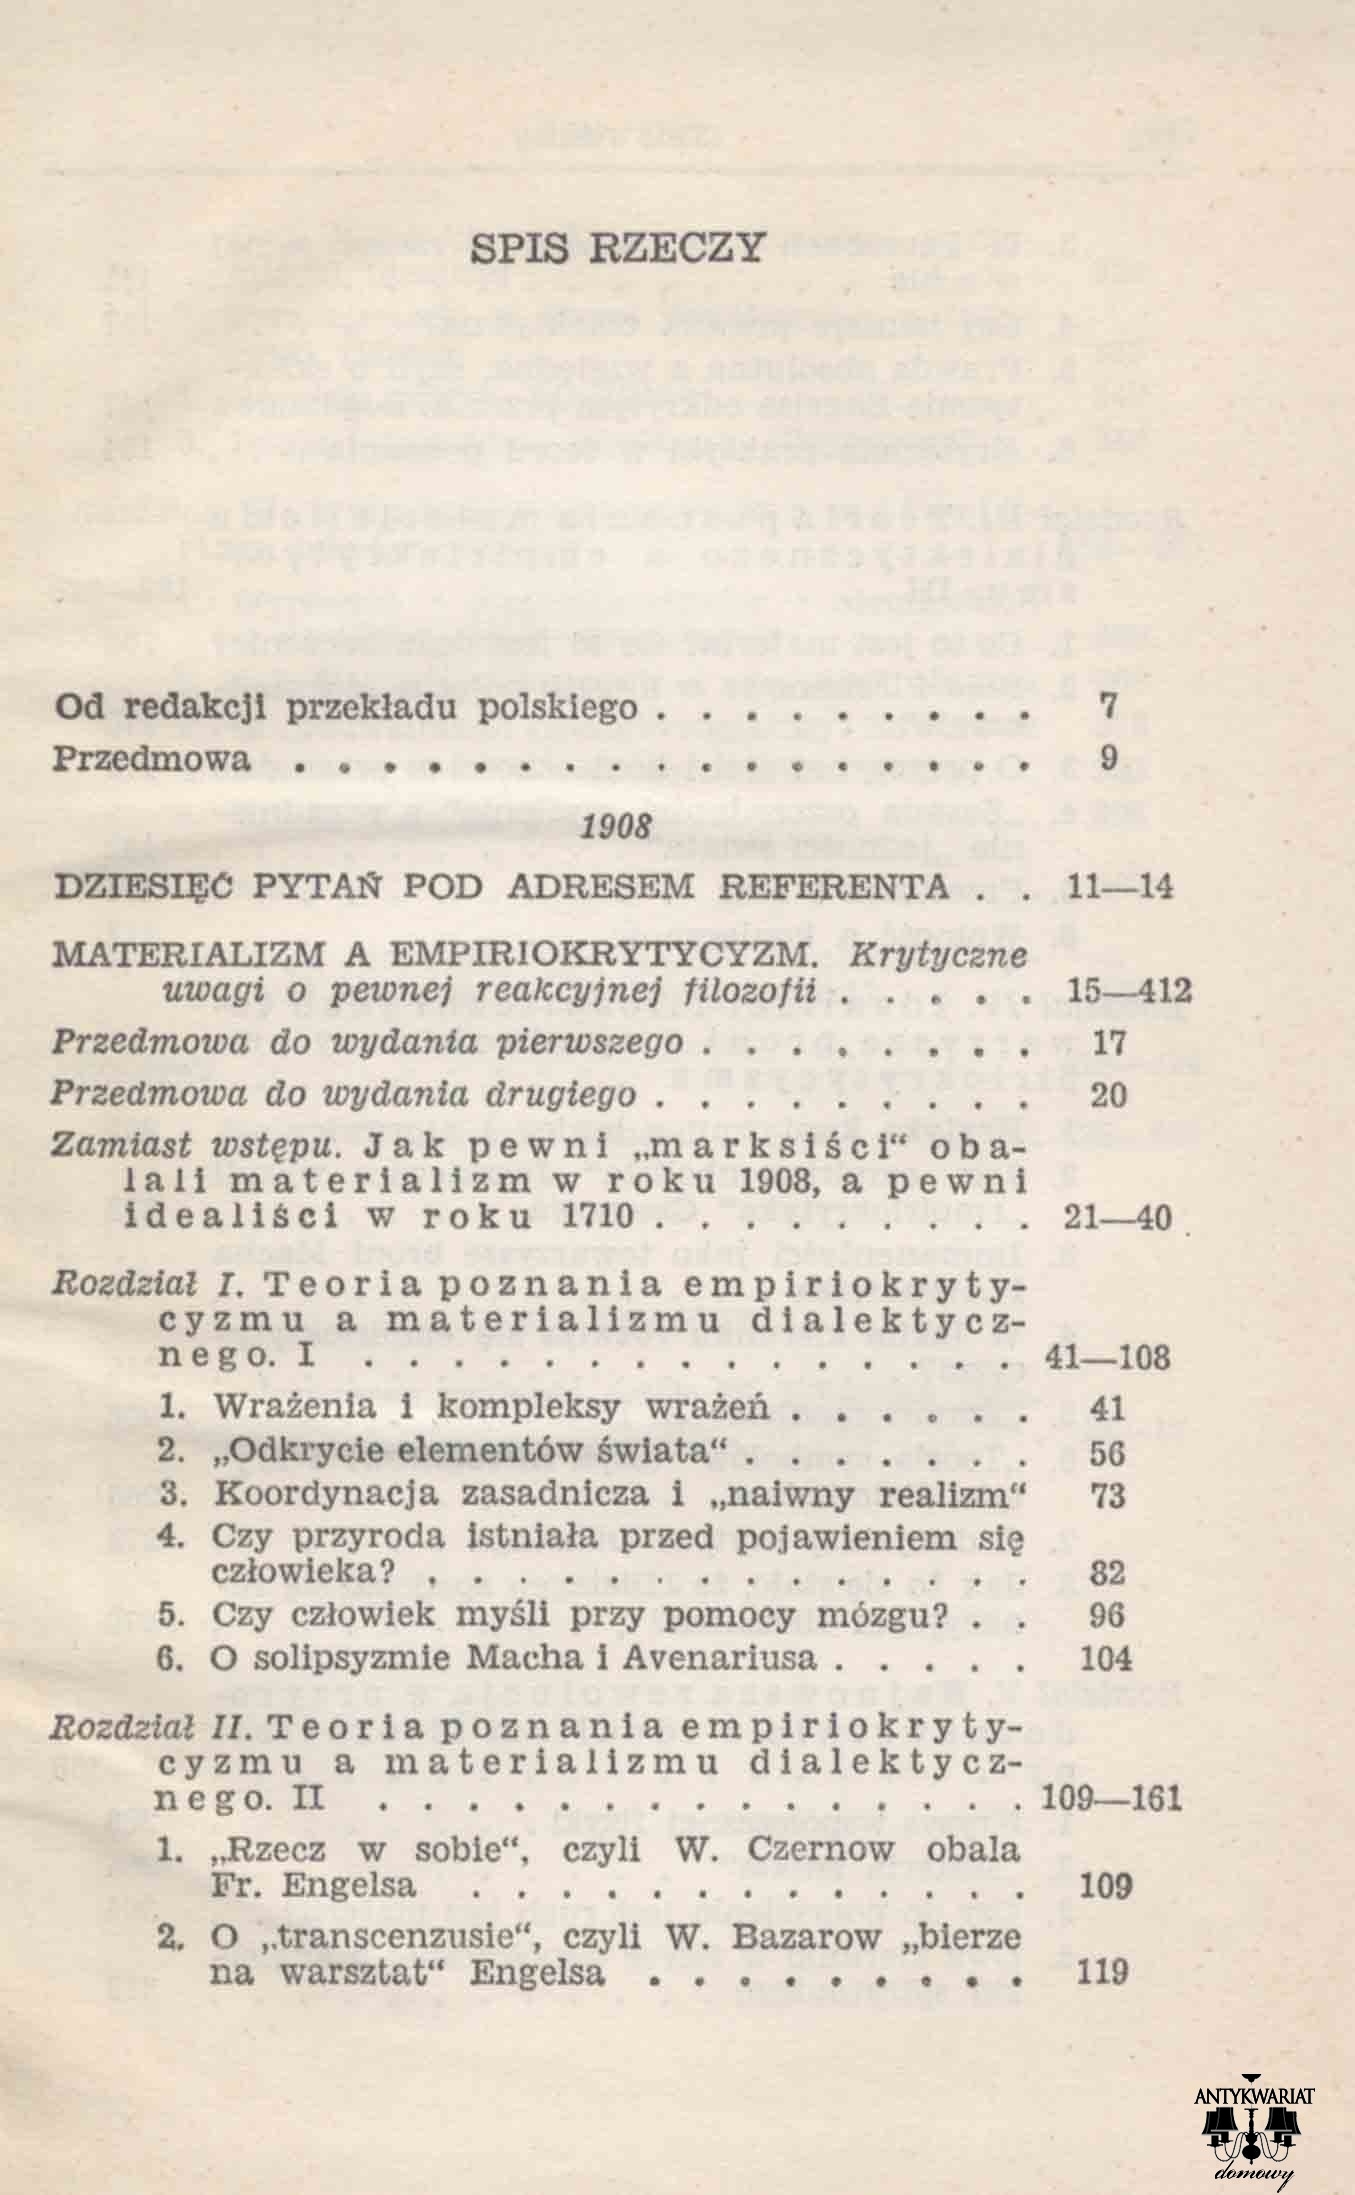 SPIS RZECZY
Od redakcji przekładu polskiego . . . . . . . . . 7
Przedmowa . . . . . . . . . . . . . . . . . 9
1908
DZIESIĘĆ PYTAŃ POD ADRESEM REFERENTA . . 11—14
MATERIALIZM A EMPIRIOKRYTYCYZM. Krytyczne
uwagi o pewnej reakcyjnej filozofii . . . . . 15—412
Przedmowa do wydania pierwszego . . . . . . . . 17
Przedmowa do wydania drugiego . . . . . . . . . 20
Zamiast wstępu. Jak pewni „marksiści“ oba-
lali materializm w roku 1908, a pewni
idealiści w roku 1710 . . . . . . . . . 21—40
Rozdział I. Teoria poznania empiriokryty-
cyzmu a materializmu dialektycz-
nego. I . . . . . . . . . . . . . . . 41—108
1. Wrażenia i kompleksy wrażeń . . . . . . 41
2. „Odkrycie elementów świata“ . . . . . . . 56
3. Koordynacja zasadnicza i „naiwny realizm“ 73
4. Czy przyroda istniała przed pojawieniem się
człowieka? . . . . . . . . . . . . . . 82
5. Czy człowiek myśli przy pomocy mózgu? . . 96
6. O solipsyzmie Macha i Avenariusa . . . . . 104
Rozdział II. Teoria poznania empiriokryty-
cyzmu a materializmu dialektycz-
nego. II . . . . . . . . . . . . . . . 109—161
1. „Rzecz w sobie“, czyli W. Czernow obala
Fr. Engelsa . . . . . . . . . . . . . 109
2. O „transcenzusie“, czyli W. Bazarow „bierze
na warsztat“ Engelsa . . . . . . . . . 119
ANTYKWARIAT
domowy